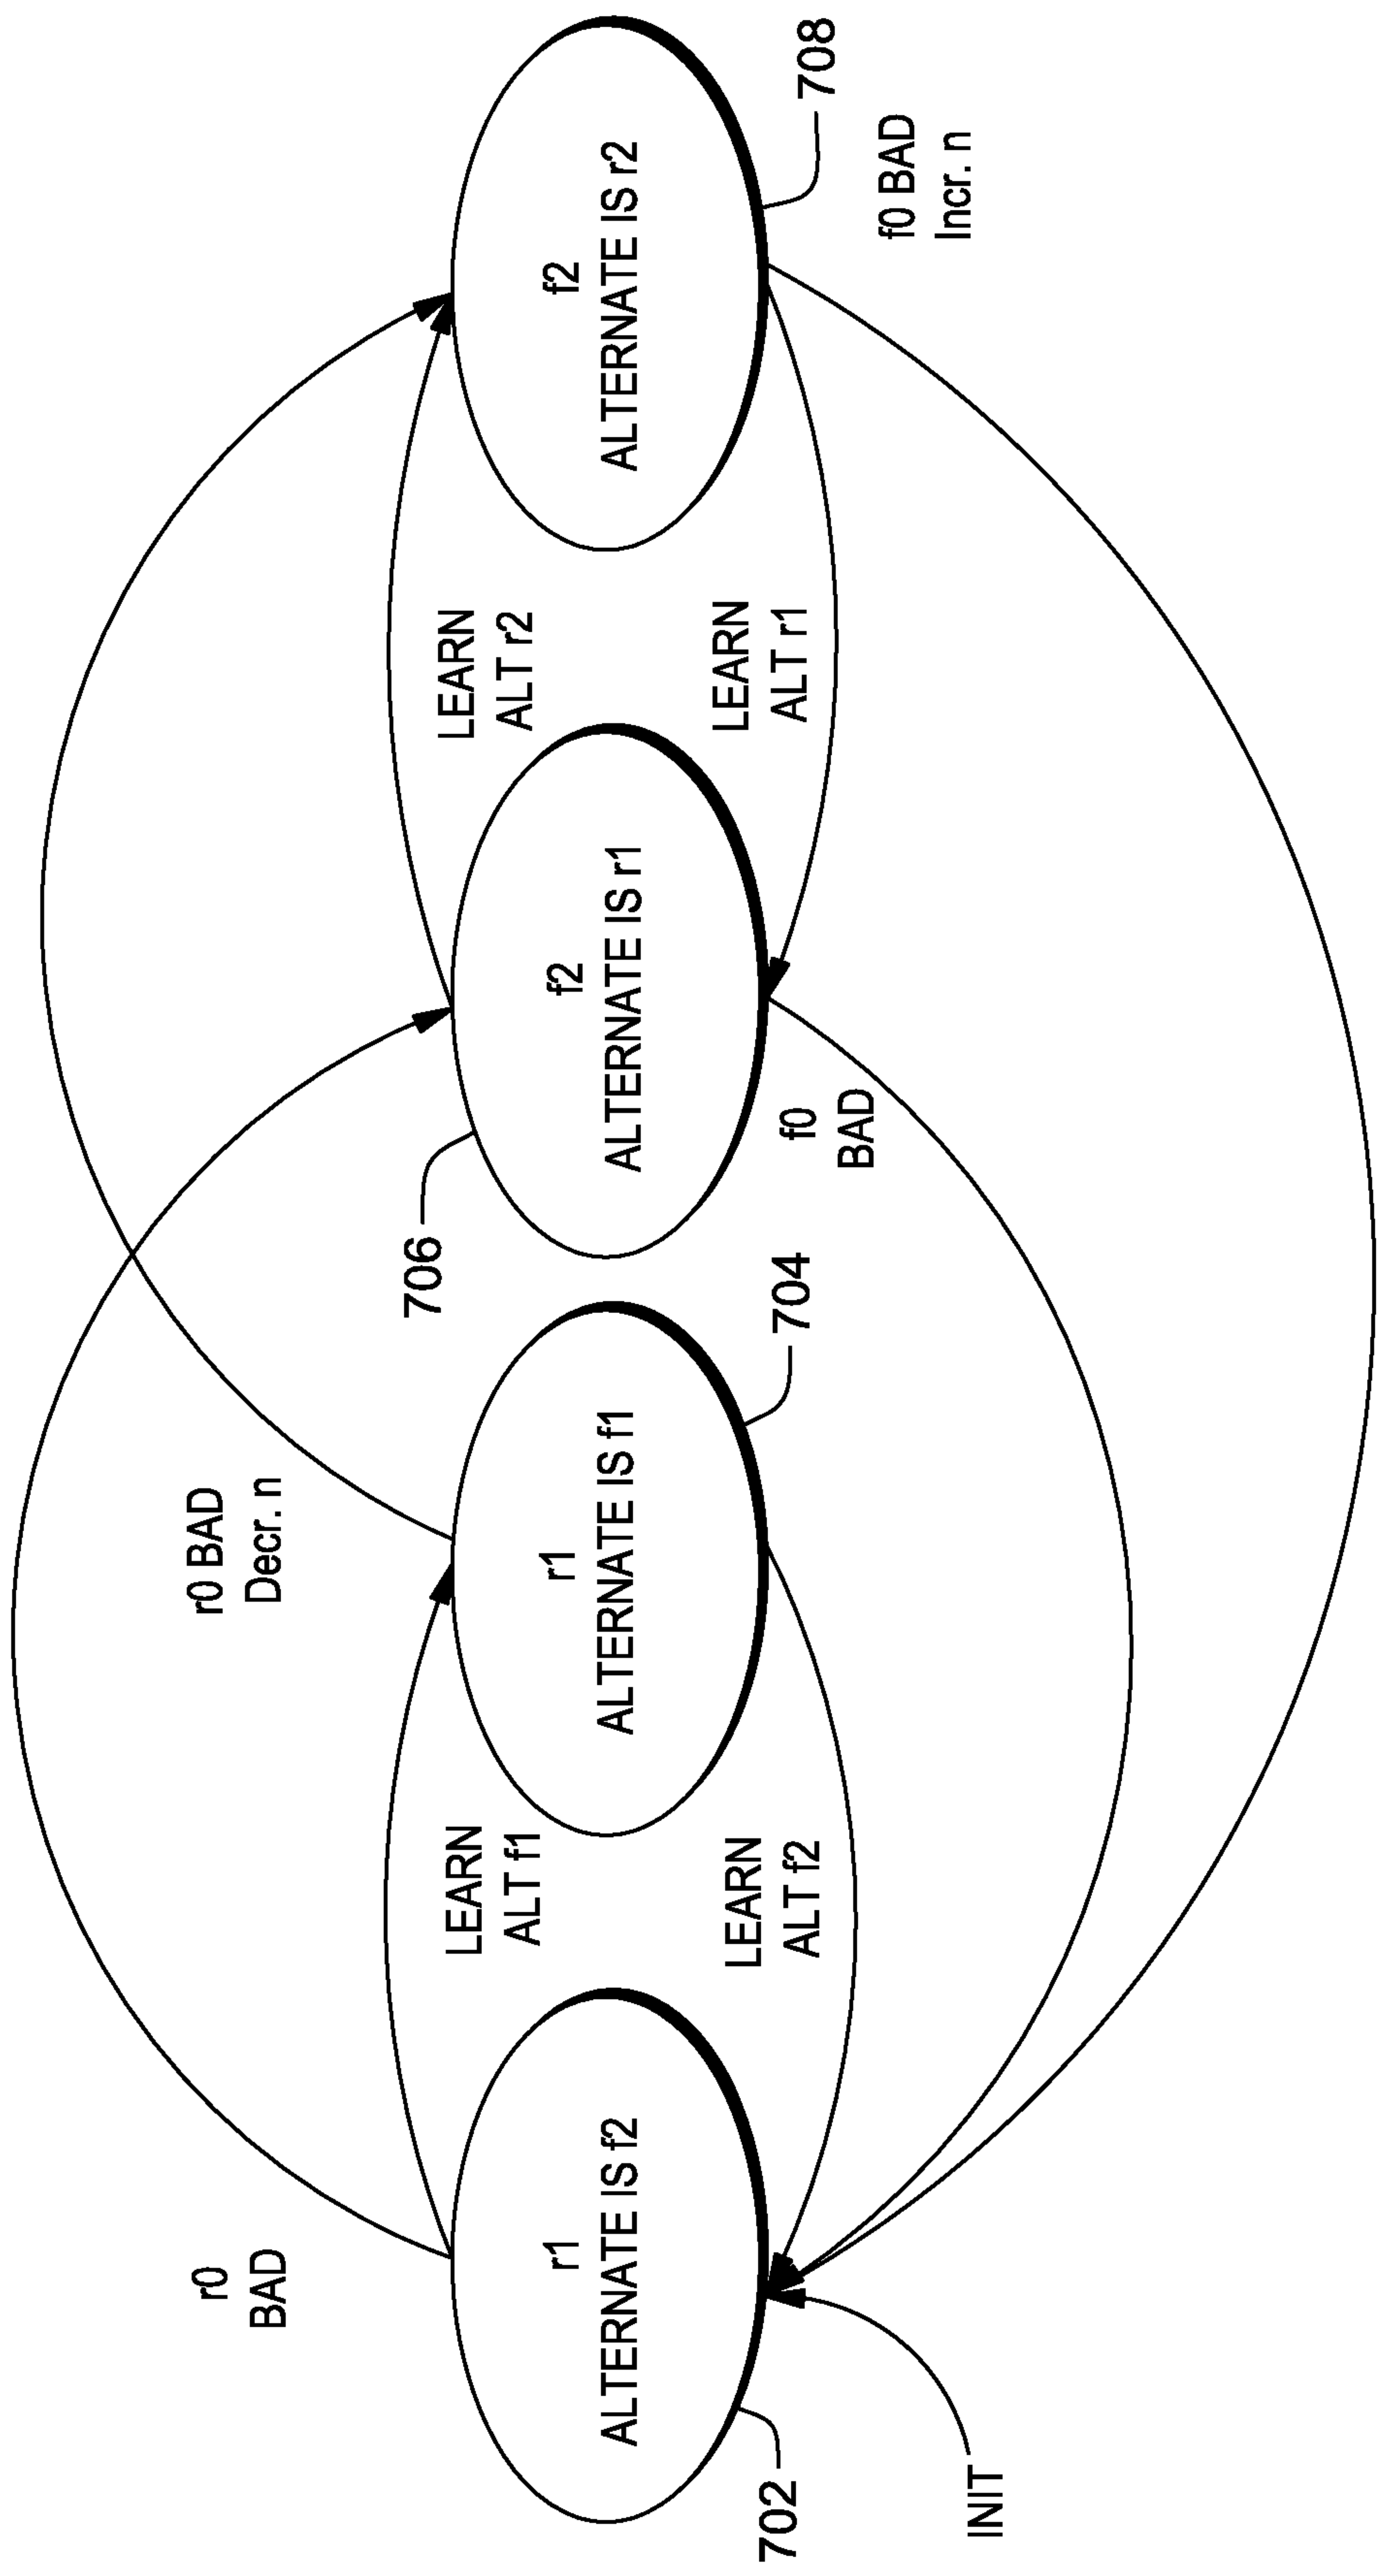 r0
BAD
r0 BAD
Decr. n
LEARN
ALT f1
706
LEARN
ALT r2
r1
ALTERNATE IS f2
r1
ALTERNATE IS f1
f2
ALTERNATE IS r1
f2
ALTERNATE IS r2
702
LEARN
ALT f2
704
f0
BAD
LEARN
ALT r1
708
f0 BAD
Incr. n
INIT